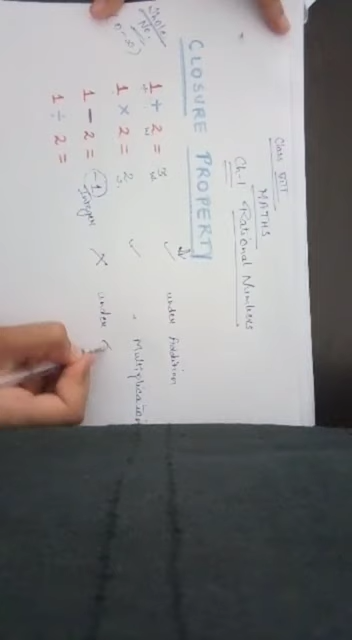 Class VIII
MATHS
Ch-1 Rational Numbers
CLOSURE PROPERTY
Whole No.
(0-∞)
1 + 2 = 3 ✓ under Addition
1 × 2 = 2 ✓ " Multiplication
1 - 2 = (-1) Integer ✗ under
1 ÷ 2 =